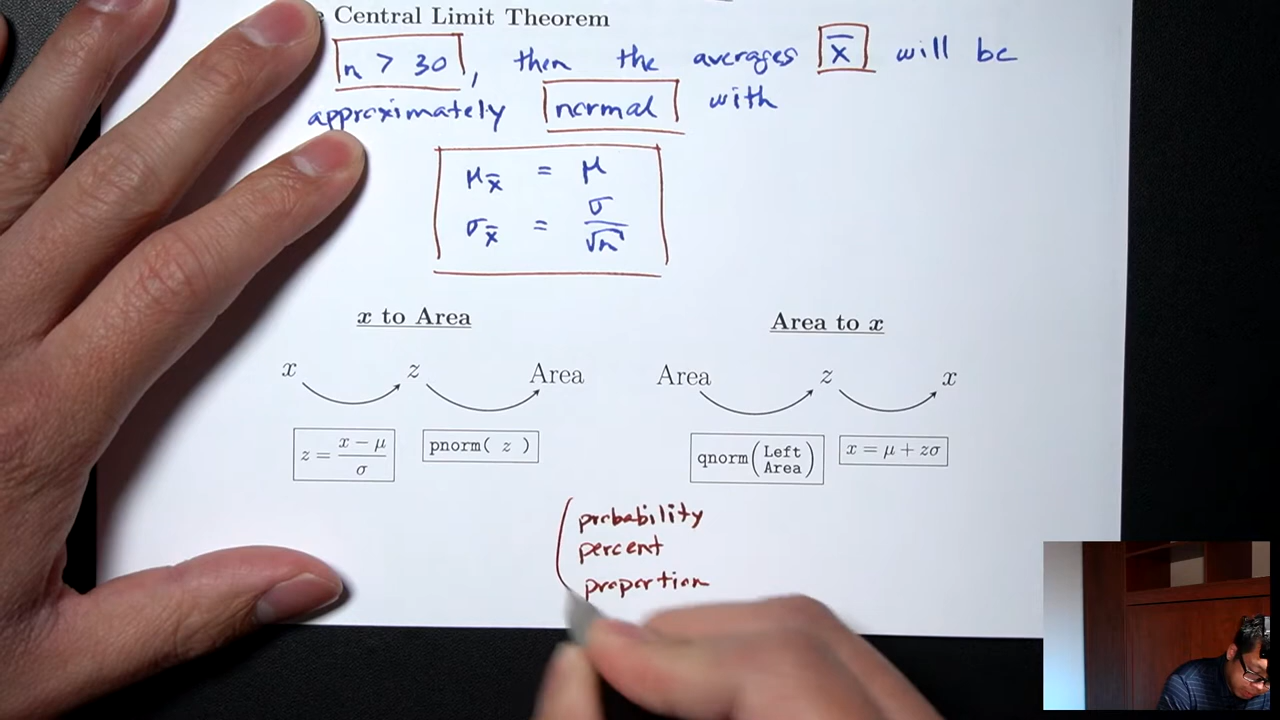 Central Limit Theorem
n > 30, then the averages x̄ will be
approximately normal with
μx̄ = μ
σx̄ = σ/√n
x to Area
Area to x
x z Area
Area z x
z = (x − μ)/σ
pnorm( z )
qnorm(Left Area)
x = μ + zσ
probability
percent
proportion